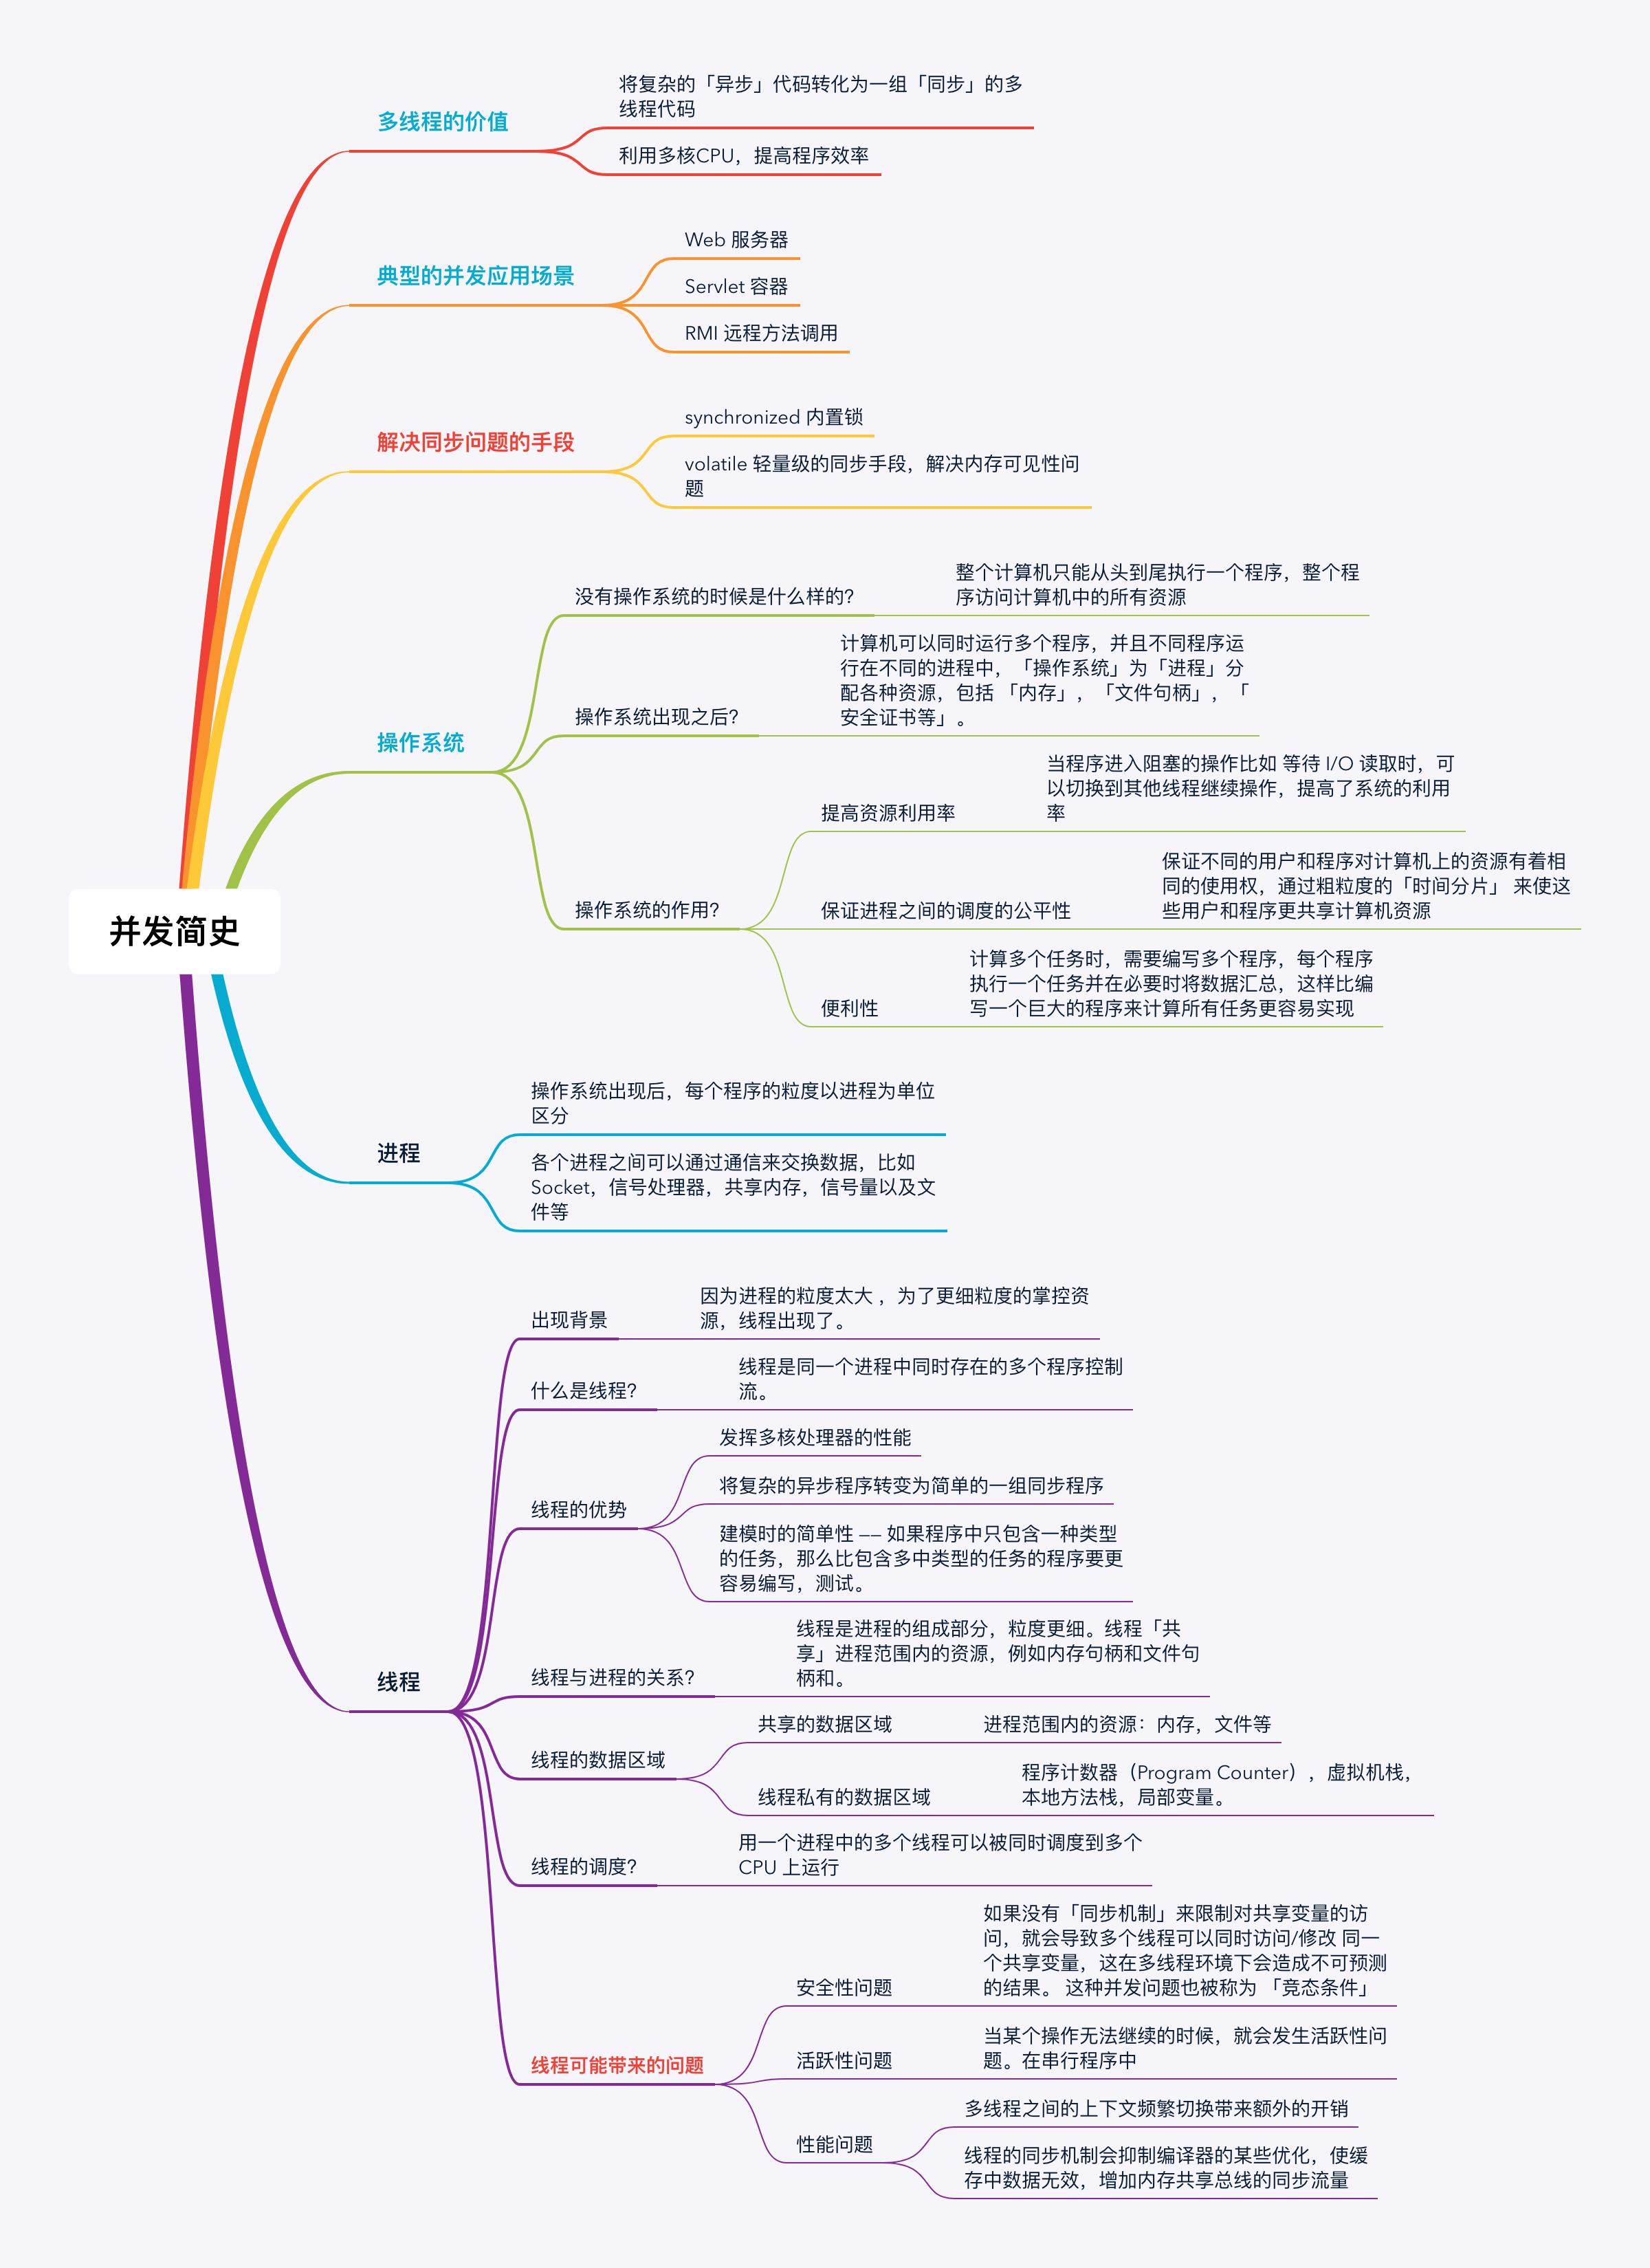 并发简史
多线程的价值
将复杂的「异步」代码转化为一组「同步」的多
线程代码
利用多核CPU，提高程序效率
典型的并发应用场景
Web 服务器
Servlet 容器
RMI 远程方法调用
解决同步问题的手段
synchronized 内置锁
volatile 轻量级的同步手段，解决内存可见性问
题
操作系统
没有操作系统的时候是什么样的？
整个计算机只能从头到尾执行一个程序，整个程
序访问计算机中的所有资源
操作系统出现之后？
计算机可以同时运行多个程序，并且不同程序运
行在不同的进程中，「操作系统」为「进程」分
配各种资源，包括 「内存」，「文件句柄」，「
安全证书等」。
操作系统的作用？
提高资源利用率
当程序进入阻塞的操作比如 等待 I/O 读取时，可
以切换到其他线程继续操作，提高了系统的利用
率
保证进程之间的调度的公平性
保证不同的用户和程序对计算机上的资源有着相
同的使用权，通过粗粒度的「时间分片」 来使这
些用户和程序更共享计算机资源
便利性
计算多个任务时，需要编写多个程序，每个程序
执行一个任务并在必要时将数据汇总，这样比编
写一个巨大的程序来计算所有任务更容易实现
进程
操作系统出现后，每个程序的粒度以进程为单位
区分
各个进程之间可以通过通信来交换数据，比如
Socket，信号处理器，共享内存，信号量以及文
件等
线程
出现背景
因为进程的粒度太大 ，为了更细粒度的掌控资
源，线程出现了。
什么是线程？
线程是同一个进程中同时存在的多个程序控制
流。
线程的优势
发挥多核处理器的性能
将复杂的异步程序转变为简单的一组同步程序
建模时的简单性 —— 如果程序中只包含一种类型
的任务，那么比包含多中类型的任务的程序要更
容易编写，测试。
线程与进程的关系？
线程是进程的组成部分，粒度更细。线程「共
享」进程范围内的资源，例如内存句柄和文件句
柄和。
线程的数据区域
共享的数据区域
进程范围内的资源：内存，文件等
线程私有的数据区域
程序计数器（Program Counter），虚拟机栈，
本地方法栈，局部变量。
线程的调度？
用一个进程中的多个线程可以被同时调度到多个
CPU 上运行
线程可能带来的问题
安全性问题
如果没有「同步机制」来限制对共享变量的访
问，就会导致多个线程可以同时访问/修改 同一
个共享变量，这在多线程环境下会造成不可预测
的结果。 这种并发问题也被称为 「竞态条件」
活跃性问题
当某个操作无法继续的时候，就会发生活跃性问
题。在串行程序中
性能问题
多线程之间的上下文频繁切换带来额外的开销
线程的同步机制会抑制编译器的某些优化，使缓
存中数据无效，增加内存共享总线的同步流量